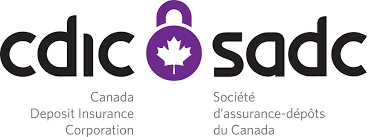 cdic sadc
Canada
Deposit Insurance
Corporation
Société
d'assurance-dépôts
du Canada